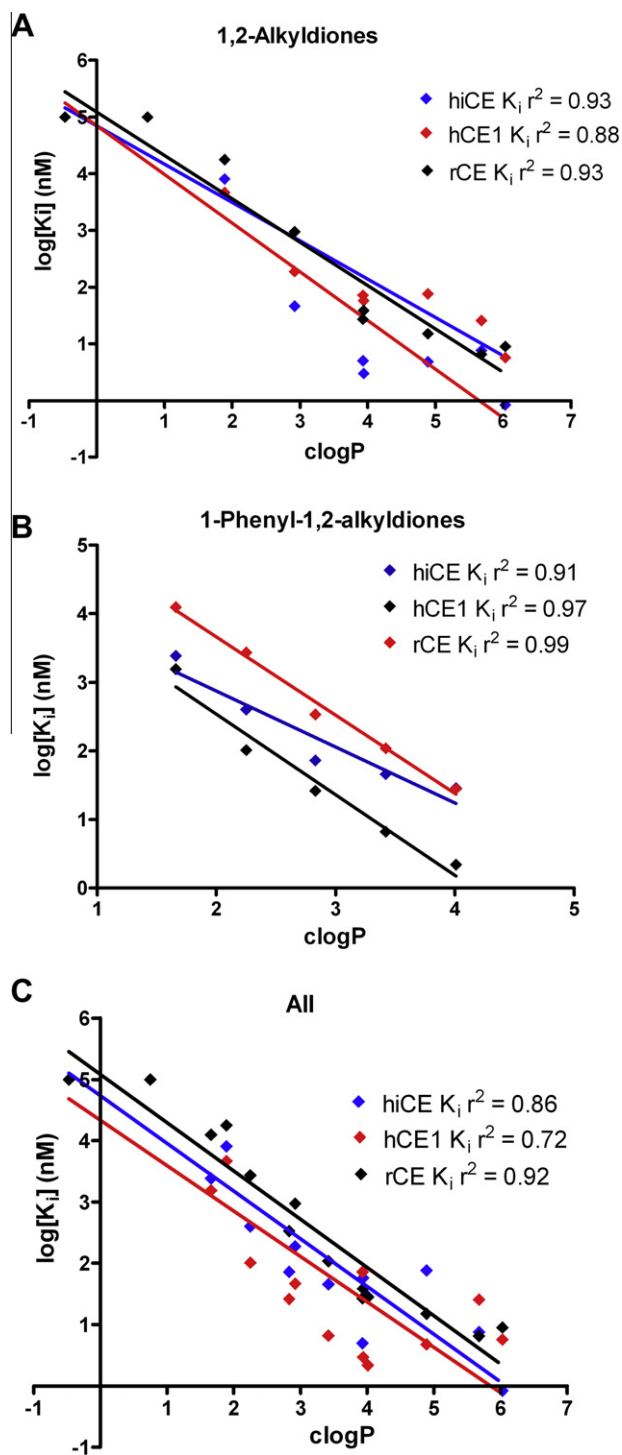 A
1,2-Alkyldiones
6
5
4
3
2
1
0
-1
log[Ki] (nM)
hiCE Ki r2 = 0.93
hCE1 Ki r2 = 0.88
rCE Ki r2 = 0.93
-1 1 2 3 4 5 6 7
clogP
B
1-Phenyl-1,2-alkyldiones
5
4
3
2
1
0
log[Ki] (nM)
hiCE Ki r2 = 0.91
hCE1 Ki r2 = 0.97
rCE Ki r2 = 0.99
1 2 3 4 5
clogP
C
All
6
5
4
3
2
1
0
-1
log[Ki] (nM)
hiCE Ki r2 = 0.86
hCE1 Ki r2 = 0.72
rCE Ki r2 = 0.92
-1 1 2 3 4 5 6 7
clogP